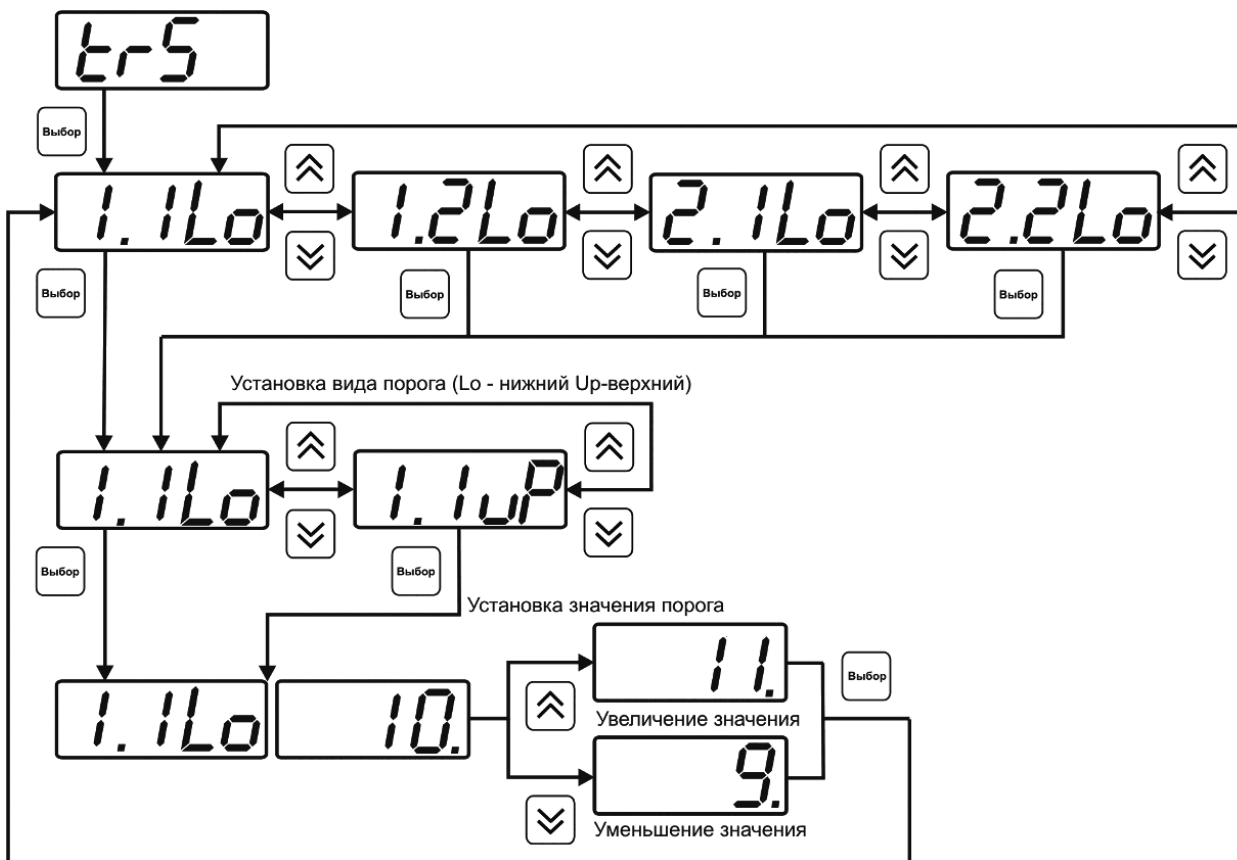 trS
Выбор
1.1Lo 1.2Lo 2.1Lo 2.2Lo
Выбор Выбор Выбор Выбор
Установка вида порога (Lo - нижний Up-верхний)
1.1Lo 1.1uP
Выбор Выбор
Установка значения порога
1.1Lo 10. 11. Выбор
Увеличение значения
9.
Уменьшение значения